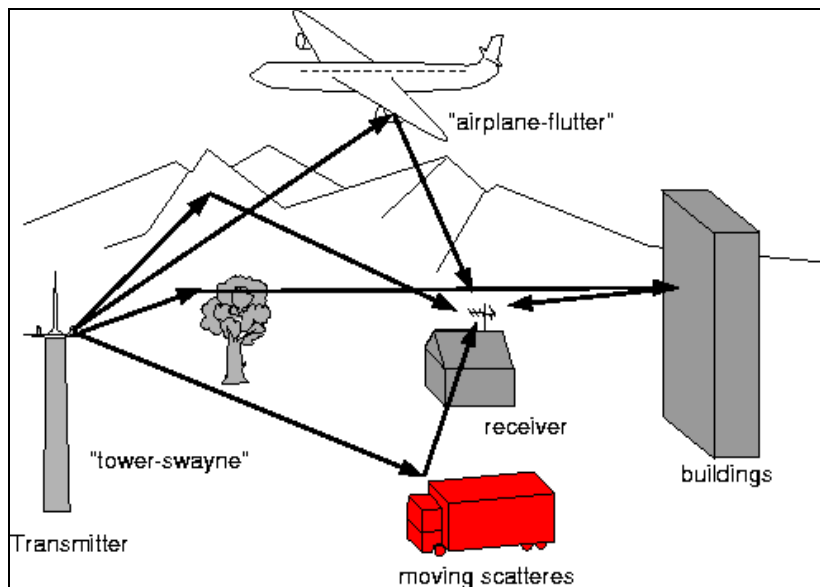 "airplane-flutter"
receiver
"tower-swayne"
buildings
Transmitter
moving scatteres